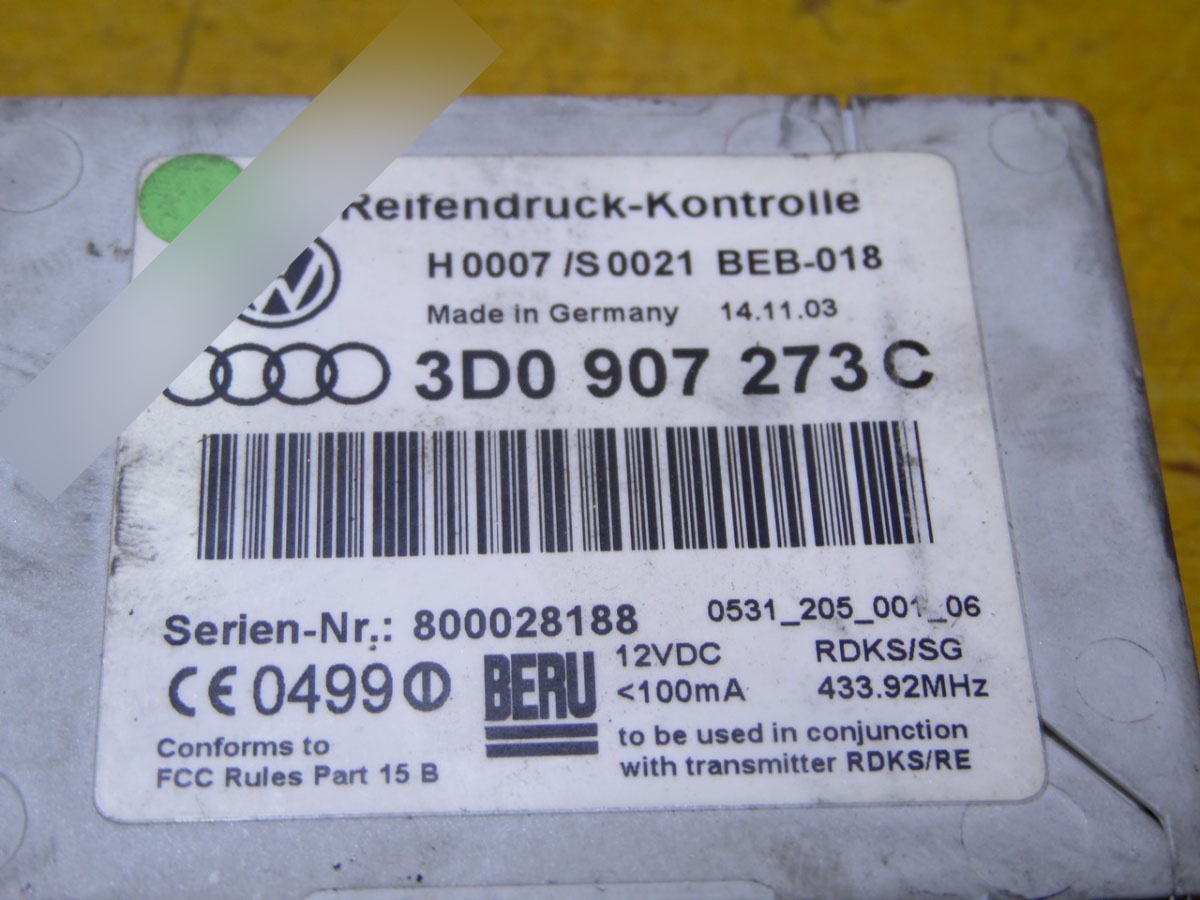 Reifendruck-Kontrolle
H0007 /S0021 BEB-018
Made in Germany 14.11.03
3D0 907 273 C
Serien-Nr.: 800028188
0531_205_001_06
CE 0499
BERU
12VDC RDKS/SG
<100mA 433.92MHz
Conforms to
FCC Rules Part 15 B
to be used in conjunction
with transmitter RDKS/RE